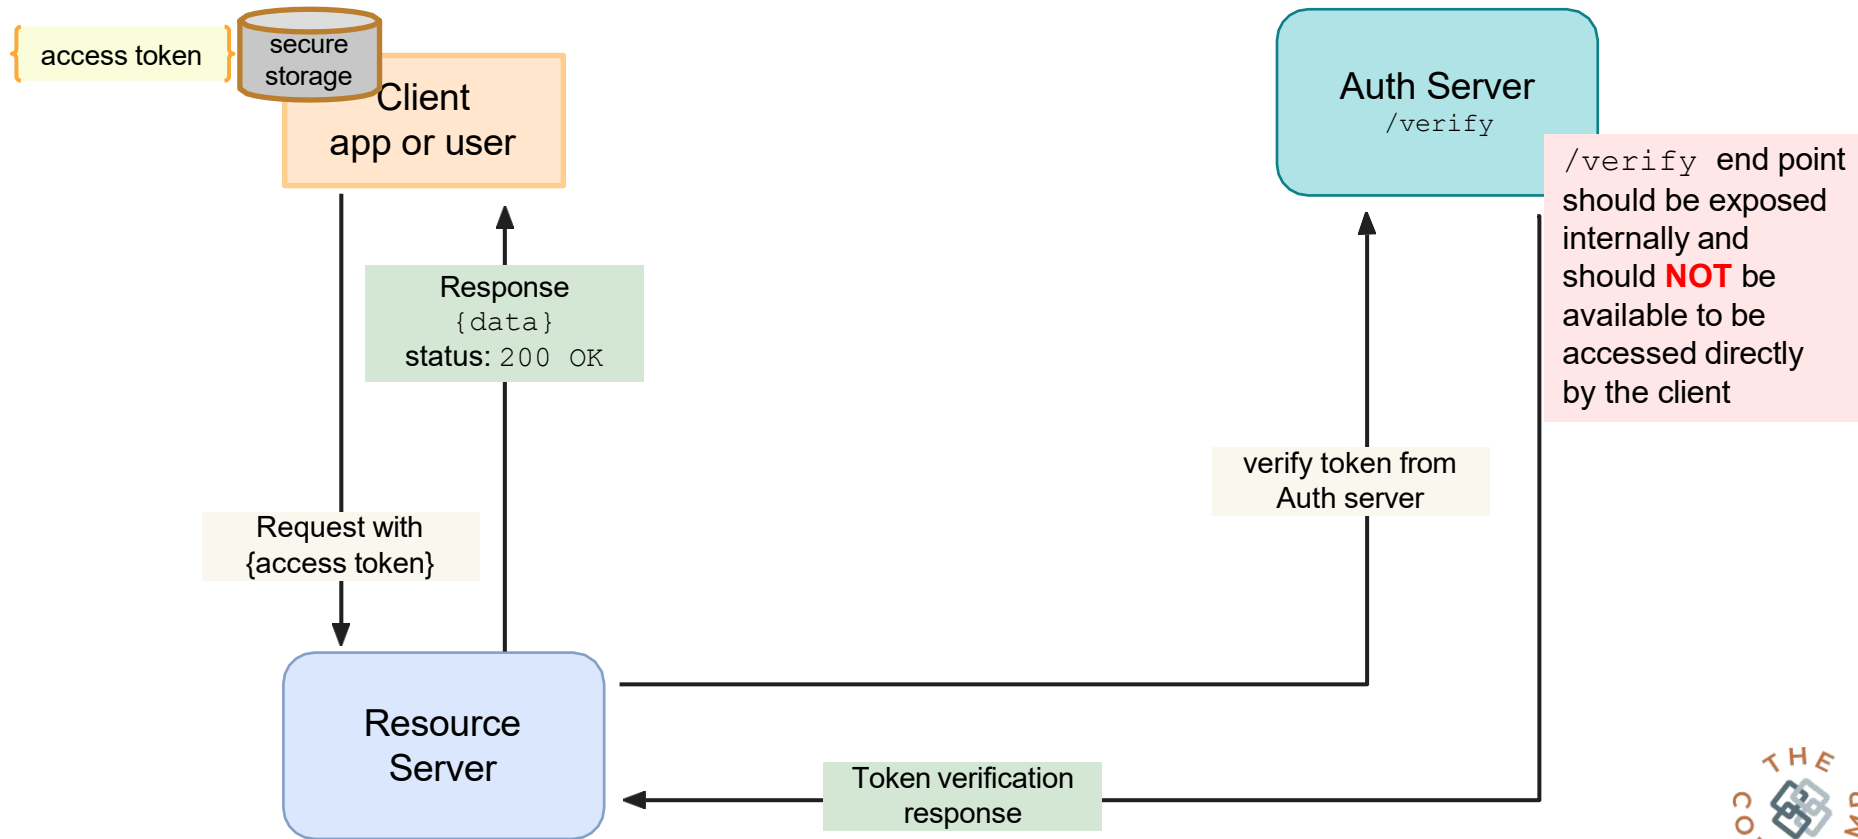 { access token }
secure
storage
Client
app or user
Auth Server
/verify
/verify end point
should be exposed
internally and
should NOT be
available to be
accessed directly
by the client
Response
{data}
status: 200 OK
verify token from
Auth server
Request with
{access token}
Resource
Server
Token verification
response
THE